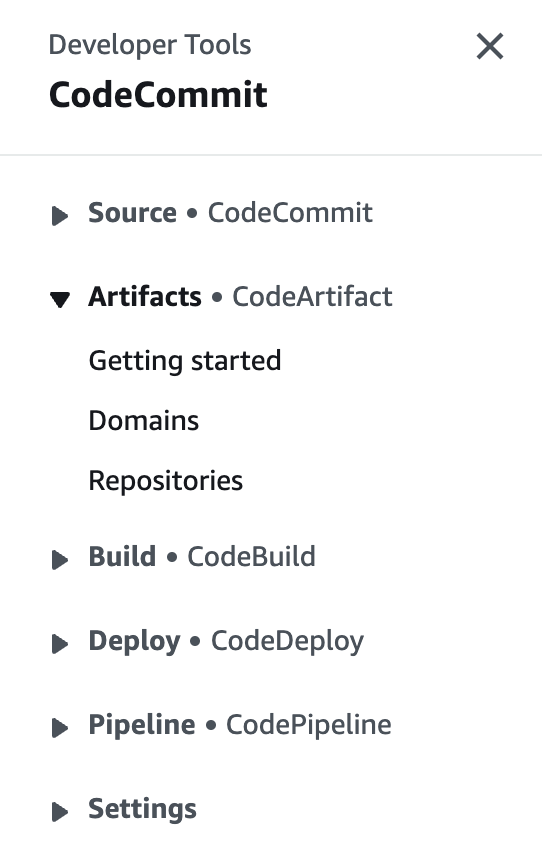 Developer Tools
CodeCommit
Source • CodeCommit
Artifacts • CodeArtifact
Getting started
Domains
Repositories
Build • CodeBuild
Deploy • CodeDeploy
Pipeline • CodePipeline
Settings